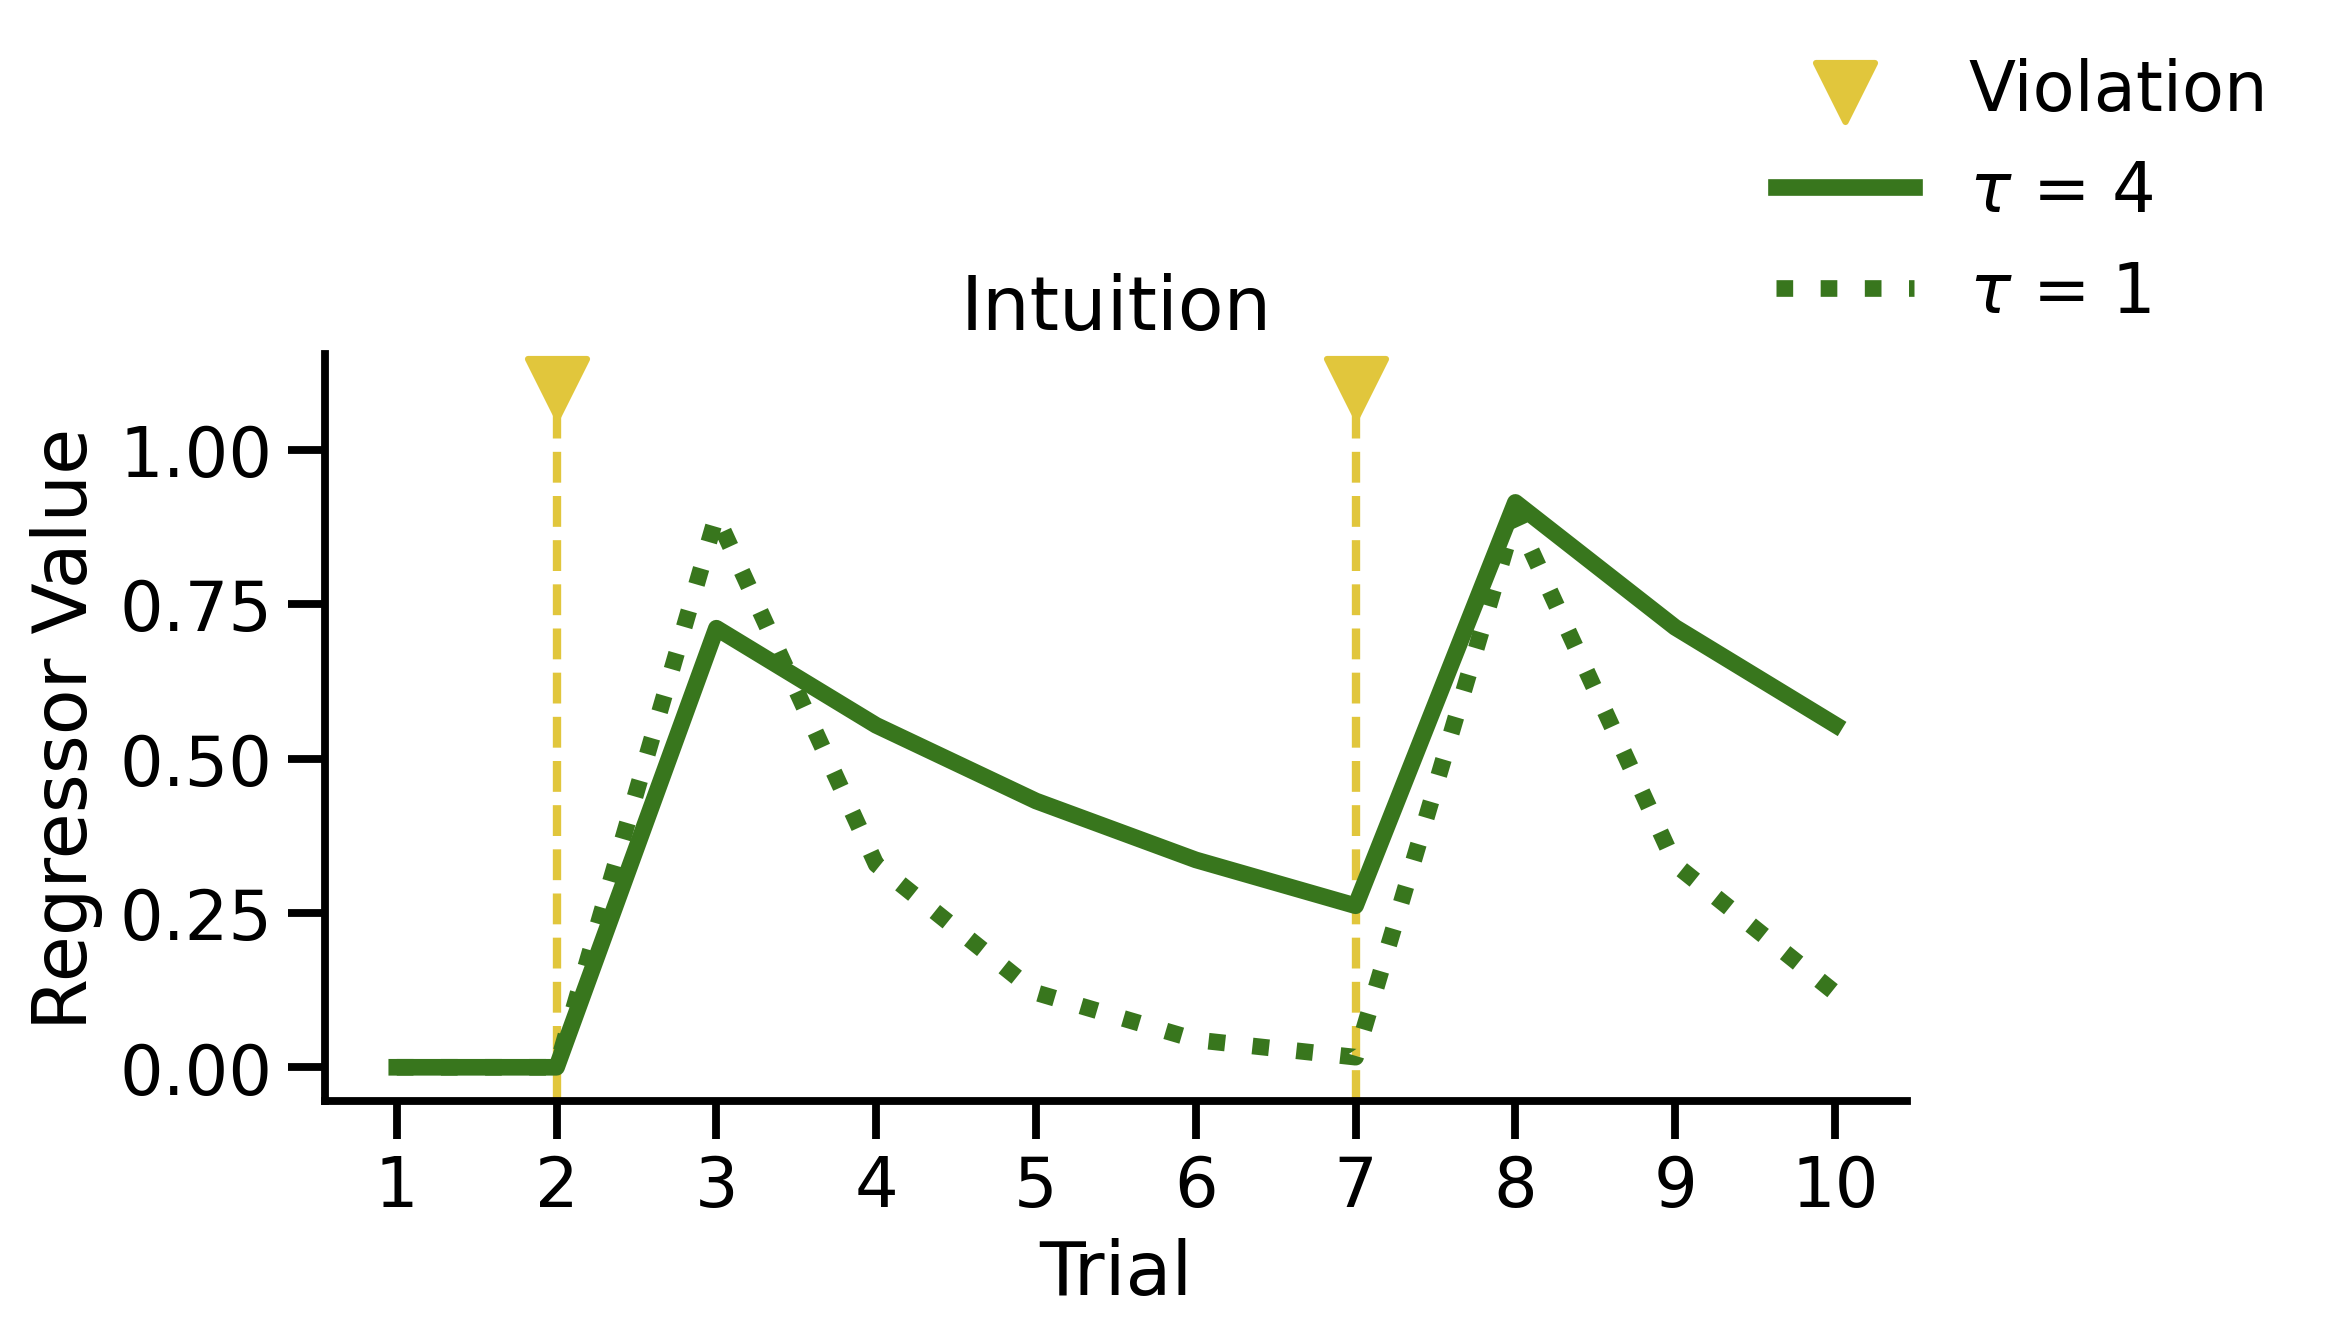 Violation
τ = 4
τ = 1
Intuition
Regressor Value
1.00
0.75
0.50
0.25
0.00
1 2 3 4 5 6 7 8 9 10
Trial